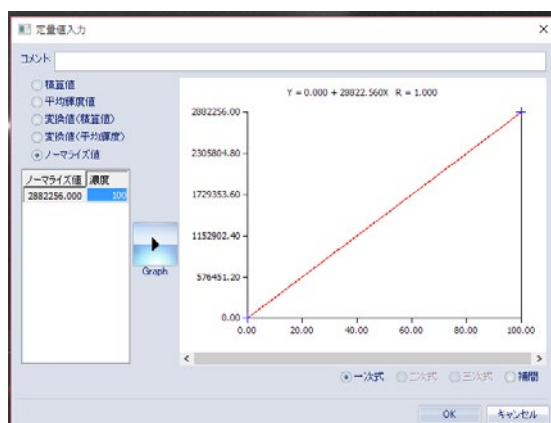 定量値入力
コメント
積算値
平均輝度値
変換値(積算値)
変換値(平均輝度)
ノーマライズ値
ノーマライズ値 濃度
2882256.000 100
Graph
Y = 0.000 + 28822.560X R = 1.000
2882256.00
2305804.80
1729353.60
1152902.40
576451.20
0.00
0.00 20.00 40.00 60.00 80.00 100.00
一次式 二次式 三次式 補間
OK キャンセル